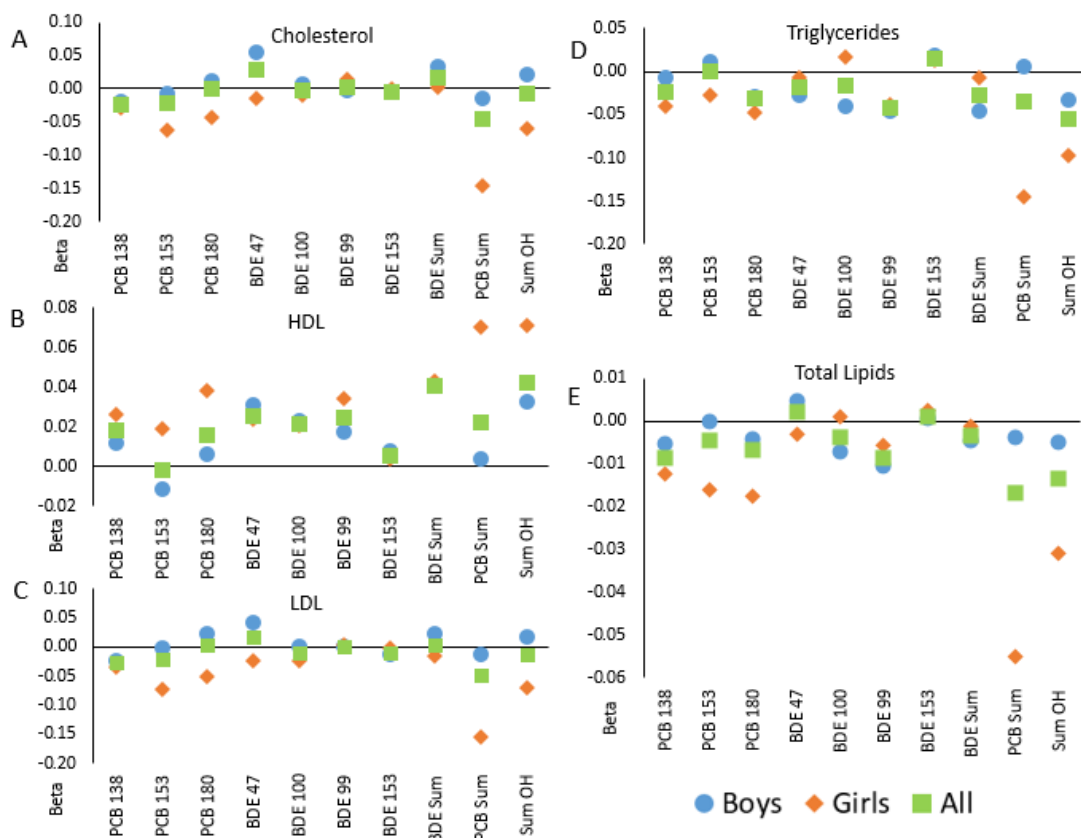 A
Cholesterol
0.10
0.05
0.00
-0.05
-0.10
-0.15
-0.20
Beta
PCB 138
PCB 153
PCB 180
BDE 47
BDE 100
BDE 99
BDE 153
BDE Sum
PCB Sum
Sum OH
B
HDL
0.08
0.06
0.04
0.02
0.00
-0.02
Beta
PCB 138
PCB 153
PCB 180
BDE 47
BDE 100
BDE 99
BDE 153
BDE Sum
PCB Sum
Sum OH
C
LDL
0.10
0.05
0.00
-0.05
-0.10
-0.15
-0.20
Beta
PCB 138
PCB 153
PCB 180
BDE 47
BDE 100
BDE 99
BDE 153
BDE Sum
PCB Sum
Sum OH
D
Triglycerides
0.05
0.00
-0.05
-0.10
-0.15
-0.20
Beta
PCB 138
PCB 153
PCB 180
BDE 47
BDE 100
BDE 99
BDE 153
BDE Sum
PCB Sum
Sum OH
E
Total Lipids
0.01
0.00
-0.01
-0.02
-0.03
-0.04
-0.05
-0.06
Beta
PCB 138
PCB 153
PCB 180
BDE 47
BDE 100
BDE 99
BDE 153
BDE Sum
PCB Sum
Sum OH
Boys Girls All